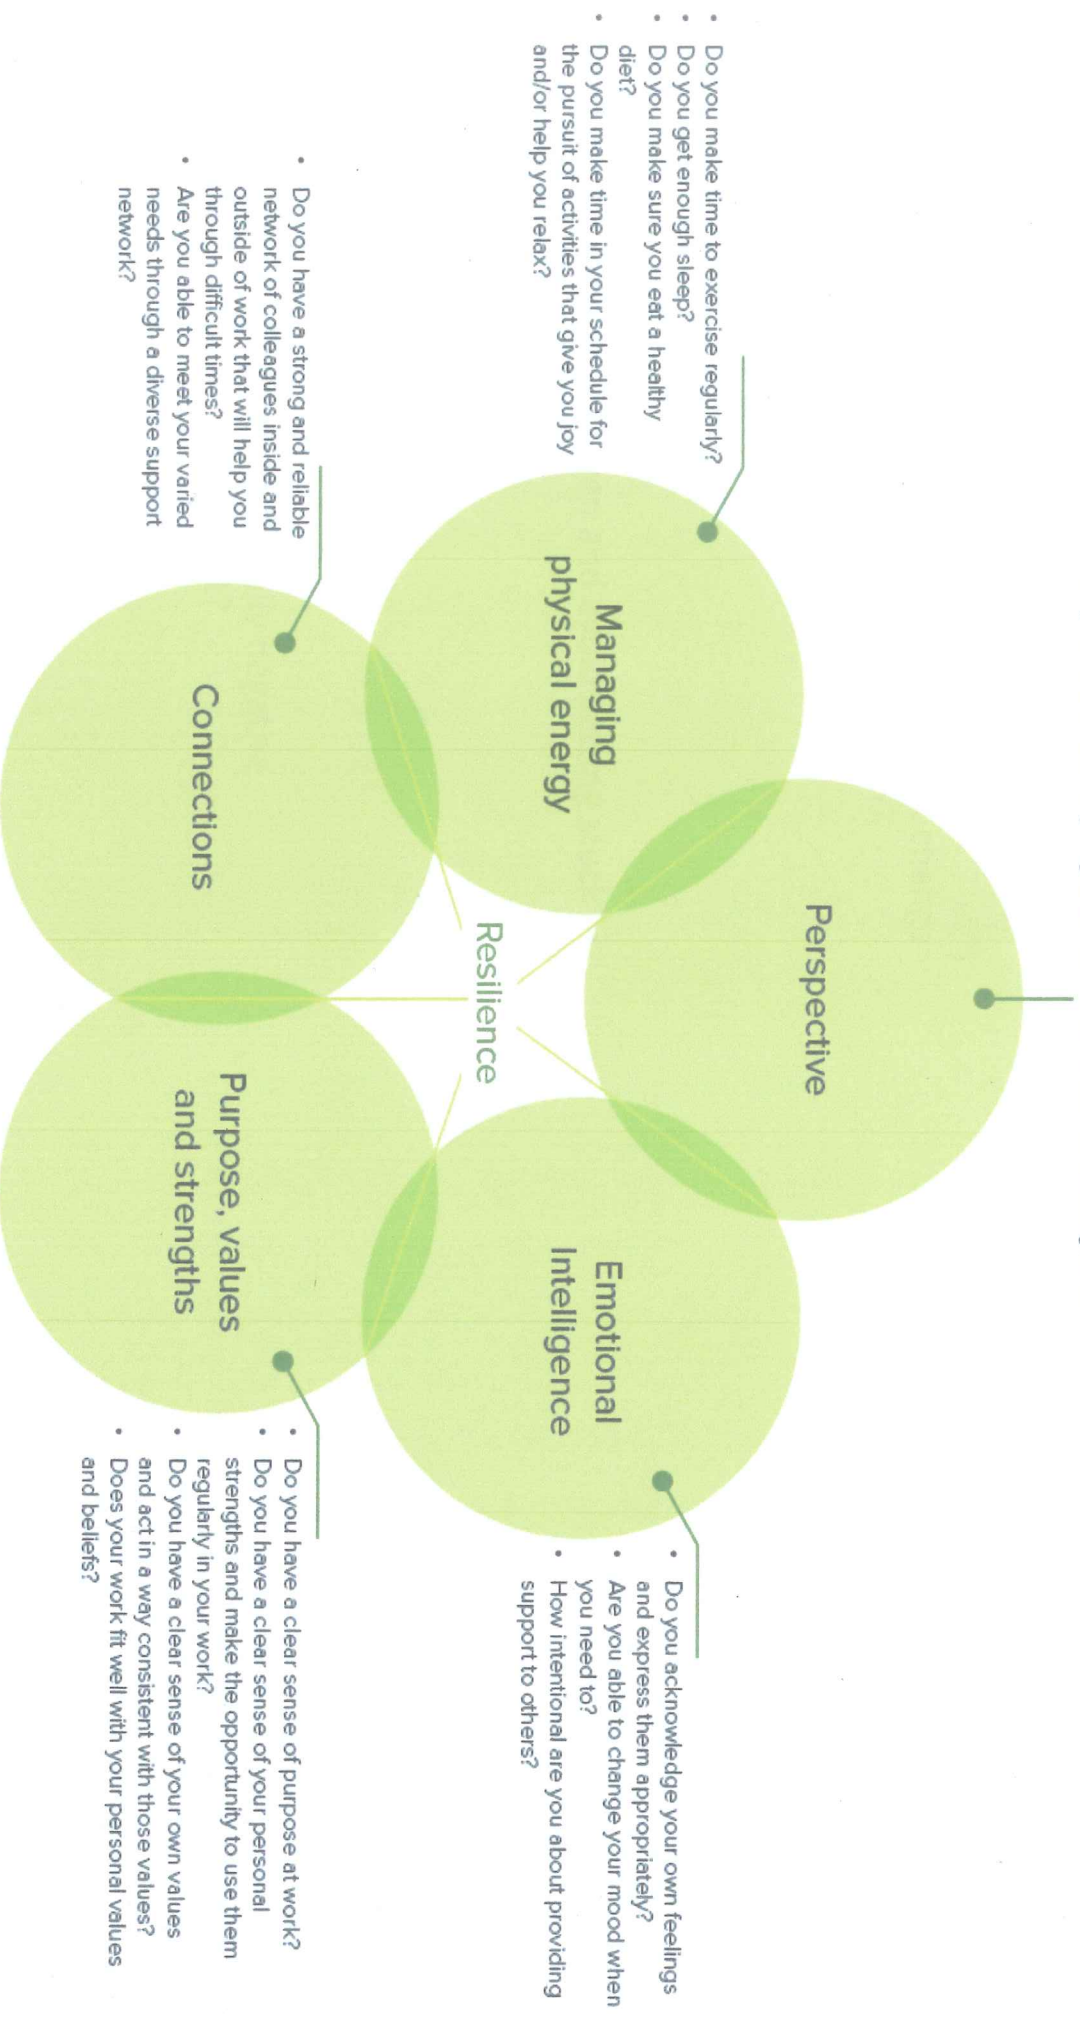 Perspective
• Do you make time to exercise regularly?
• Do you get enough sleep?
• Do you make sure you eat a healthy
diet?
• Do you make time in your schedule for
the pursuit of activities that give you joy
and/or help you relax?
Managing
physical energy
Emotional
Intelligence
• Do you acknowledge your own feelings
and express them appropriately?
• Are you able to change your mood when
you need to?
• How intentional are you about providing
support to others?
Resilience
• Do you have a strong and reliable
network of colleagues inside and
outside of work that will help you
through difficult times?
• Are you able to meet your varied
needs through a diverse support
network?
Connections
Purpose, values
and strengths
• Do you have a clear sense of purpose at work?
• Do you have a clear sense of your personal
strengths and make the opportunity to use them
regularly in your work?
• Do you have a clear sense of your own values
and act in a way consistent with those values?
• Does your work fit well with your personal values
and beliefs?